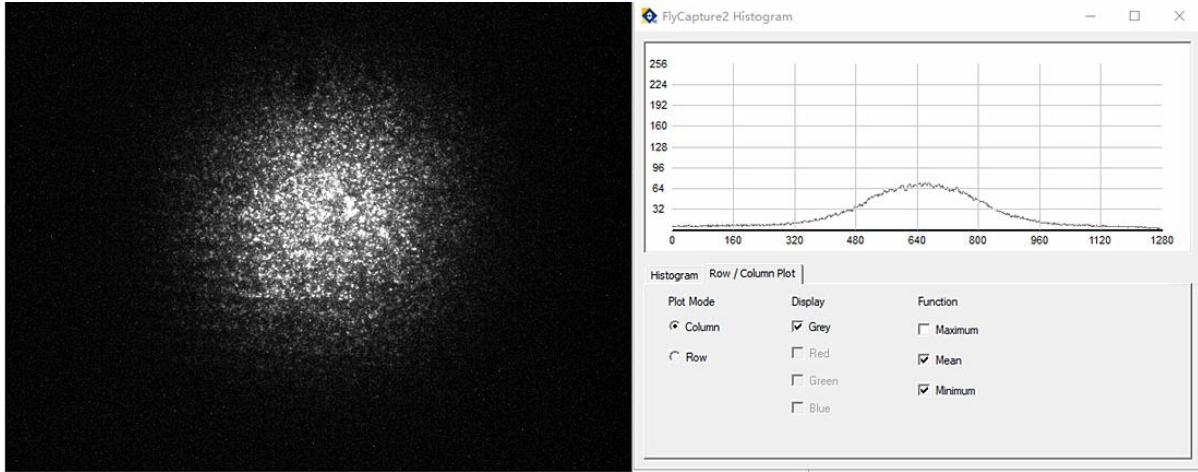 FlyCapture2 Histogram
256
224
192
160
128
96
64
32
0 160 320 480 640 800 960 1120 1280
Histogram Row / Column Plot
Plot Mode Display Function
Column Grey Maximum
Row Red Mean
Green Minimum
Blue